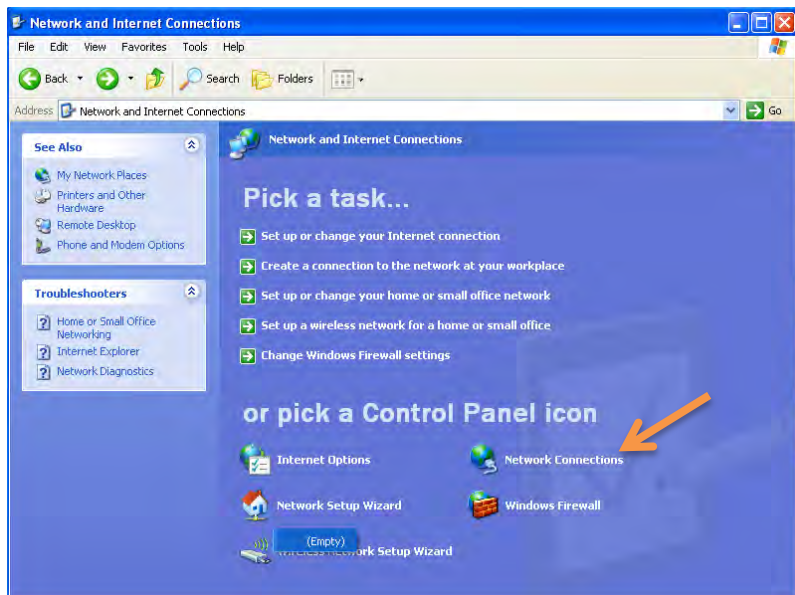 Network and Internet Connections
File Edit View Favorites Tools Help
Back Search Folders
Address Network and Internet Connections Go
See Also
My Network Places
Printers and Other
Hardware
Remote Desktop
Phone and Modem Options
Troubleshooters
Home or Small Office
Networking
Internet Explorer
Network Diagnostics
Network and Internet Connections
Pick a task...
Set up or change your Internet connection
Create a connection to the network at your workplace
Set up or change your home or small office network
Set up a wireless network for a home or small office
Change Windows Firewall settings
or pick a Control Panel icon
Internet Options Network Connections
Network Setup Wizard Windows Firewall
(Empty)
Wireless Network Setup Wizard